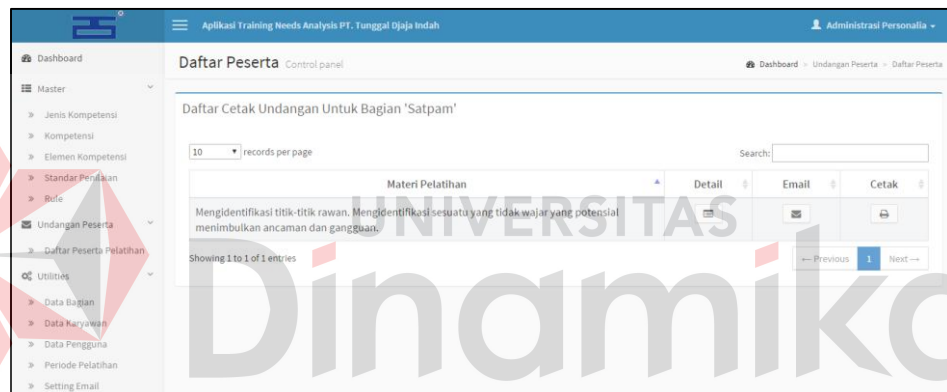 Aplikasi Training Needs Analysis PT. Tunggal Djaja Indah
Administrasi Personalia
Dashboard
Master
Jenis Kompetensi
Kompetensi
Elemen Kompetensi
Standar Penilaian
Rule
Undangan Peserta
Daftar Peserta Pelatihan
Utilities
Data Bagian
Data Karyawan
Data Pengguna
Periode Pelatihan
Setting Email
Daftar Peserta Control panel
Dashboard > Undangan Peserta > Daftar Peserta
Daftar Cetak Undangan Untuk Bagian 'Satpam'
10 records per page
Search:
Materi Pelatihan Detail Email Cetak
Mengidentifikasi titik-titik rawan. Mengidentifikasi sesuatu yang tidak wajar yang potensial
menimbulkan ancaman dan gangguan.
Showing 1 to 1 of 1 entries
← Previous 1 Next →
UNIVERSITAS
Dinamika